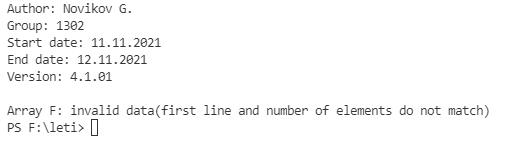 Author: Novikov G.
Group: 1302
Start date: 11.11.2021
End date: 12.11.2021
Version: 4.1.01
Array F: invalid data(first line and number of elements do not match)
PS F:\leti>